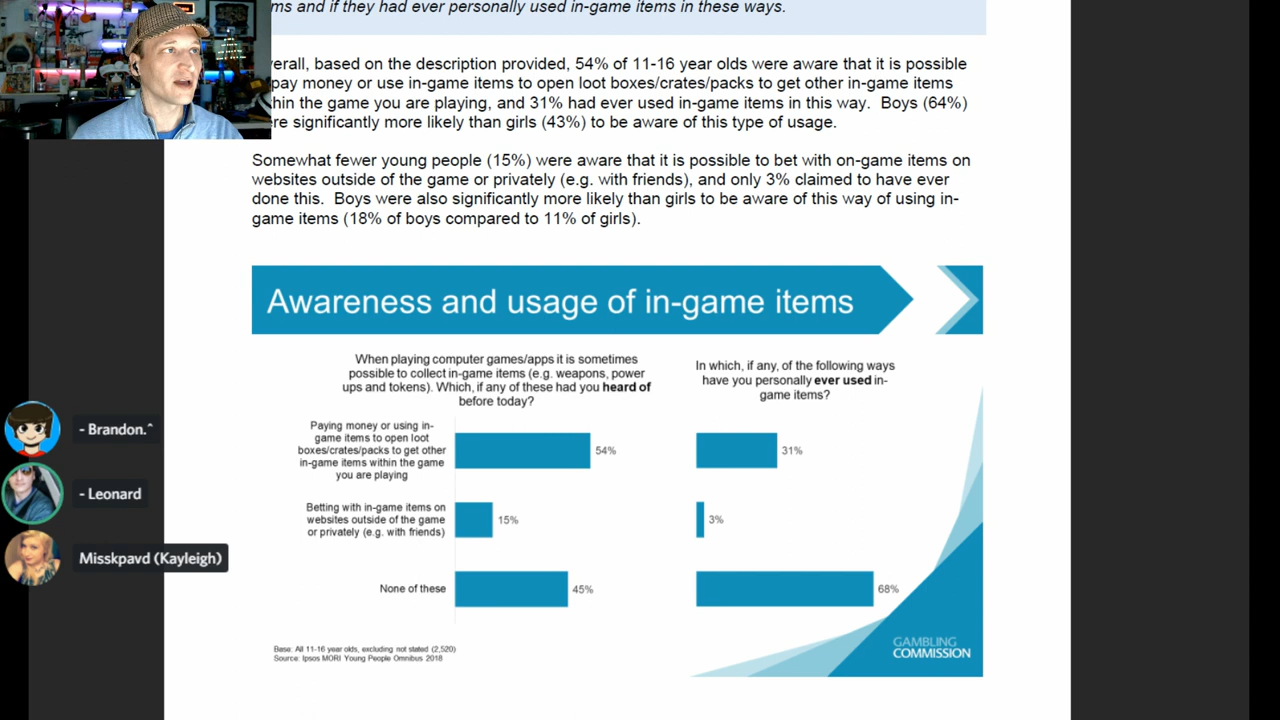 ms and if they had ever personally used in-game items in these ways.
erall, based on the description provided, 54% of 11-16 year olds were aware that it is possible
pay money or use in-game items to open loot boxes/crates/packs to get other in-game items
hin the game you are playing, and 31% had ever used in-game items in this way. Boys (64%)
re significantly more likely than girls (43%) to be aware of this type of usage.
Somewhat fewer young people (15%) were aware that it is possible to bet with on-game items on
websites outside of the game or privately (e.g. with friends), and only 3% claimed to have ever
done this. Boys were also significantly more likely than girls to be aware of this way of using in-
game items (18% of boys compared to 11% of girls).
Awareness and usage of in-game items
When playing computer games/apps it is sometimes
possible to collect in-game items (e.g. weapons, power
ups and tokens). Which, if any of these had you heard of
before today?
In which, if any, of the following ways
have you personally ever used in-
game items?
Paying money or using in-
game items to open loot
boxes/crates/packs to get other
in-game items within the game
you are playing
54%
31%
Betting with in-game items on
websites outside of the game
or privately (e.g. with friends)
15%
3%
None of these
45%
68%
Base: All 11-16 year olds, excluding not stated (2,520)
Source: Ipsos MORI Young People Omnibus 2018
GAMBLING
COMMISSION
- Brandon.^
- Leonard
Misskpavd (Kayleigh)